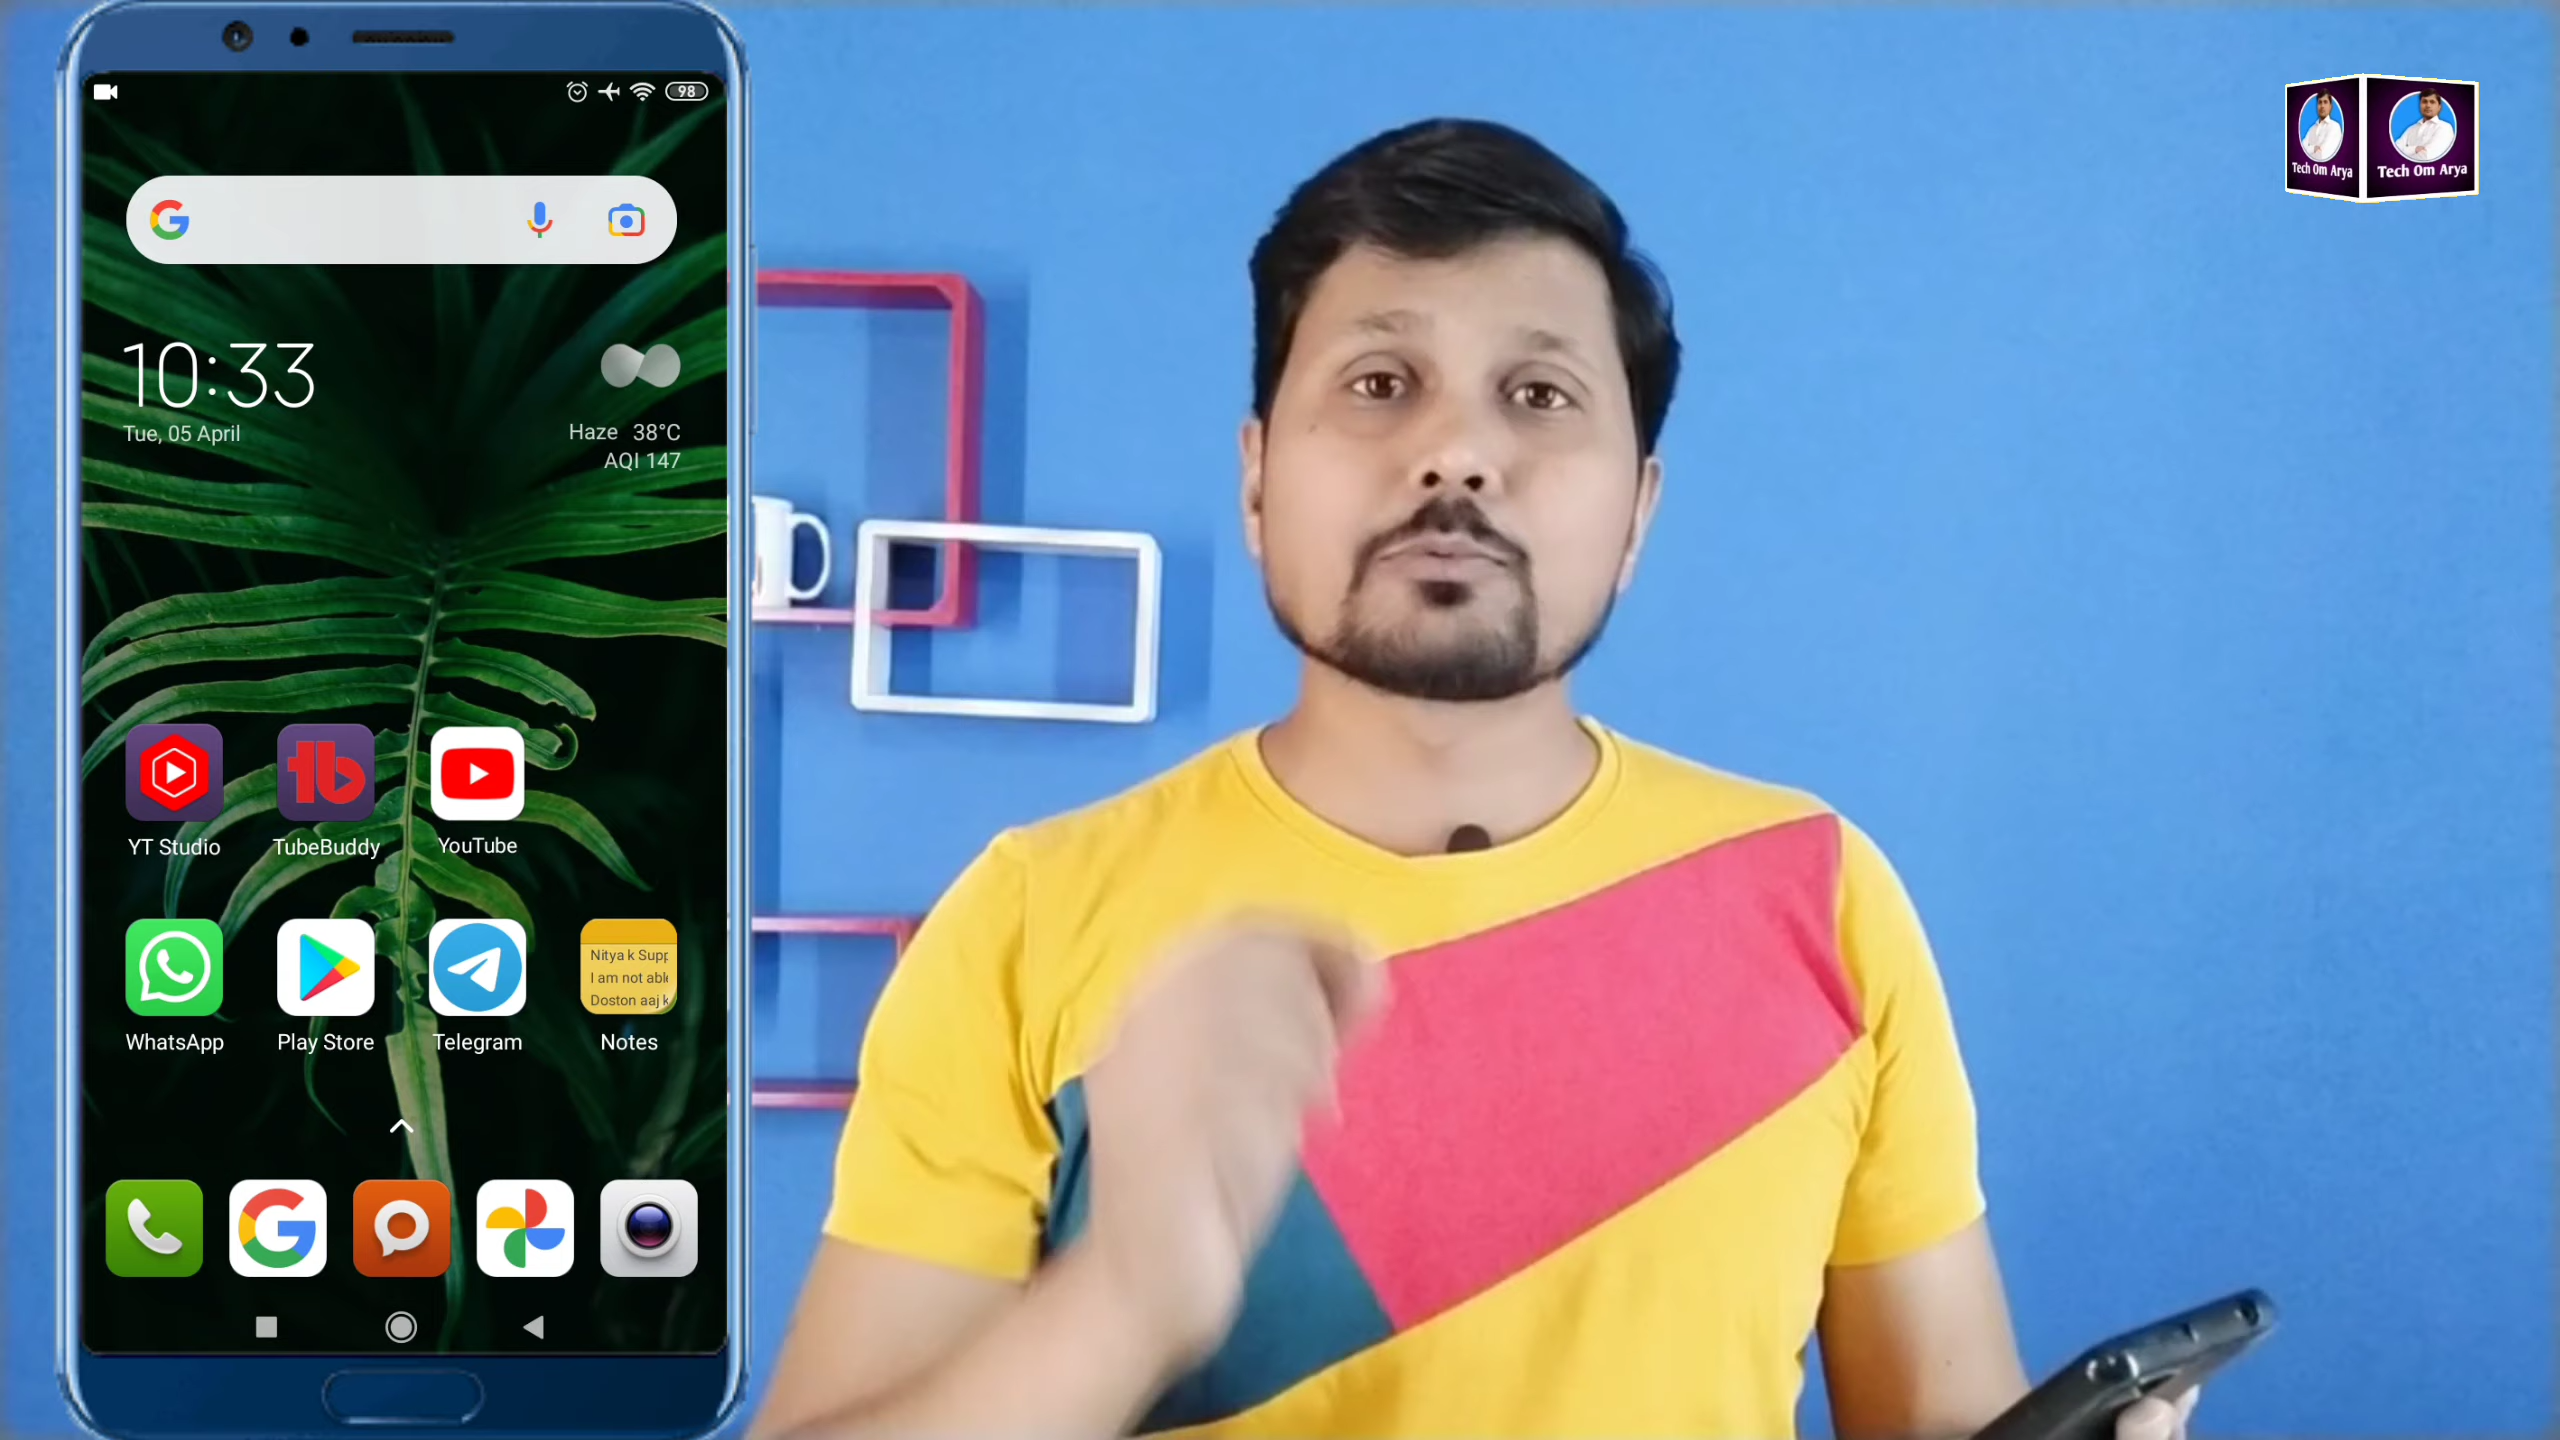 98
10:33
Tue, 05 April
Haze 38°C
AQI 147
YT Studio
TubeBuddy
YouTube
Nitya k Supp
I am not abl
Doston aaj k
WhatsApp
Play Store
Telegram
Notes
Tech Om Arya
Tech Om Arya